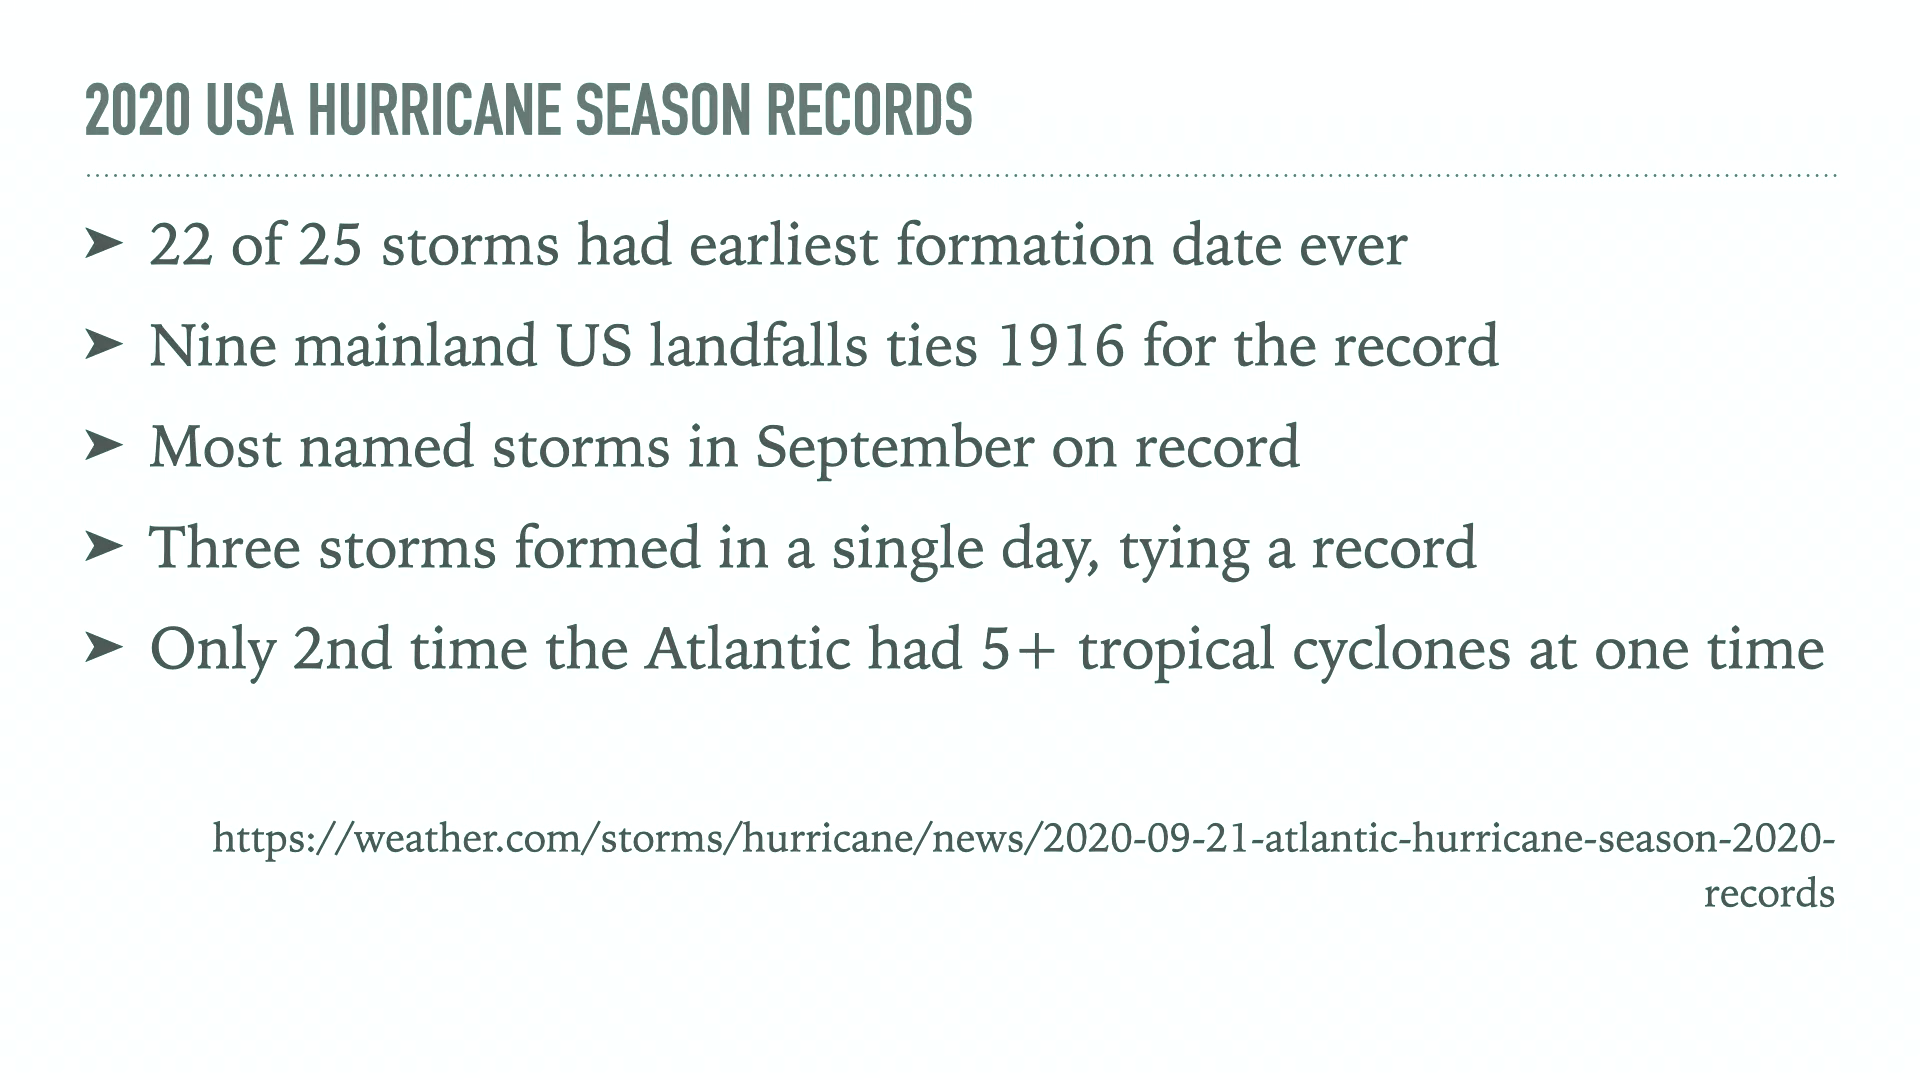 2020 USA HURRICANE SEASON RECORDS
➤ 22 of 25 storms had earliest formation date ever
➤ Nine mainland US landfalls ties 1916 for the record
➤ Most named storms in September on record
➤ Three storms formed in a single day, tying a record
➤ Only 2nd time the Atlantic had 5+ tropical cyclones at one time
https://weather.com/storms/hurricane/news/2020-09-21-atlantic-hurricane-season-2020-
records